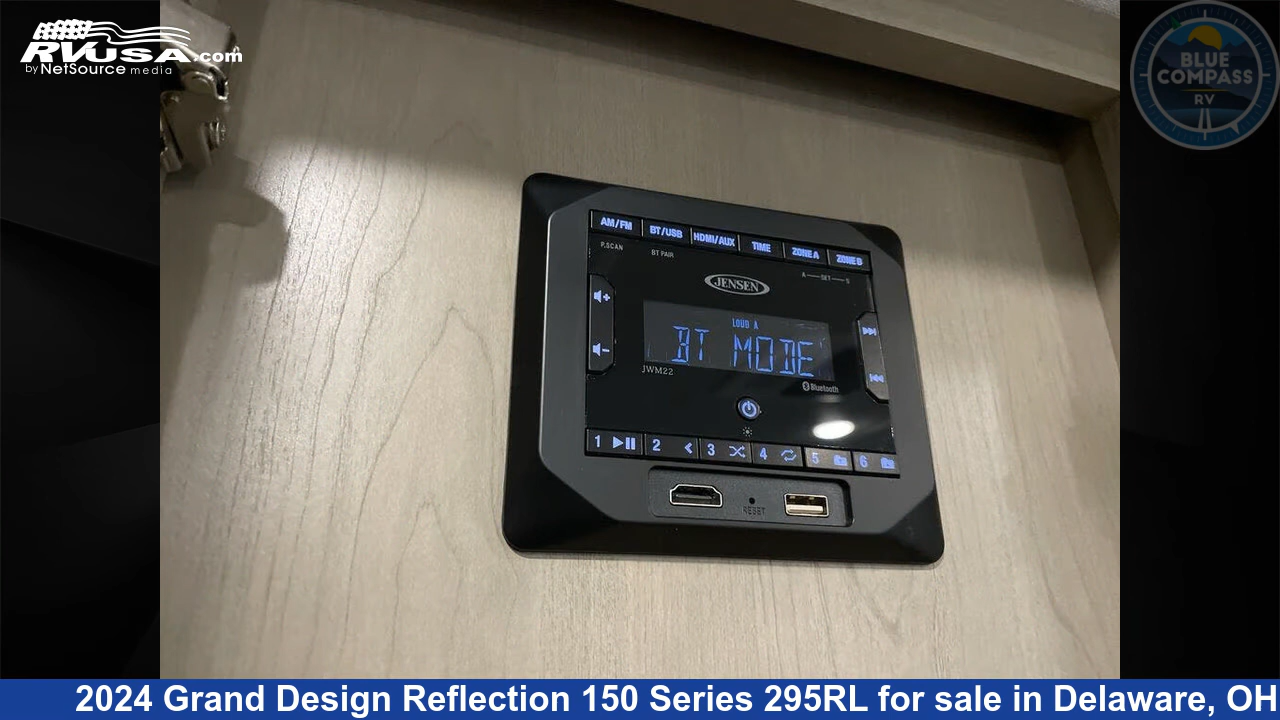 RVUSA.com
by NetSource media
BLUE
COMPASS
RV
AM/FM BT/USB HDMI/AUX TIME ZONE A ZONE B
P.SCAN BT PAIR A SET B
JENSEN
LOUD A
BT MODE
JWM22
Bluetooth
1 2 3 4 5 6
RESET
2024 Grand Design Reflection 150 Series 295RL for sale in Delaware, OH